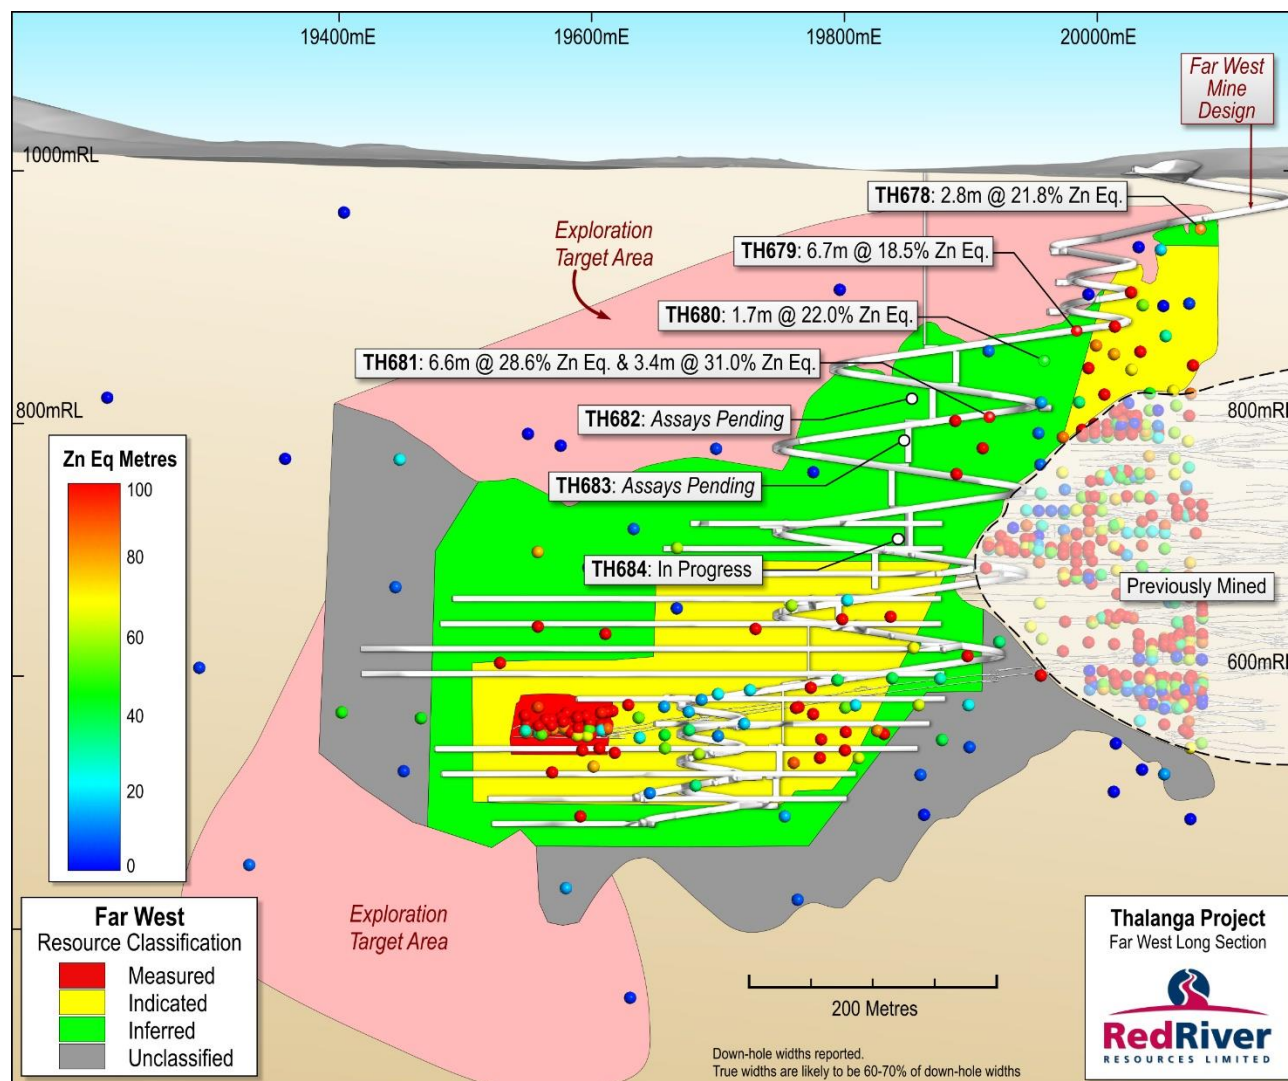 19400mE
19600mE
19800mE
20000mE
Far West
Mine
Design
1000mRL
TH678: 2.8m @ 21.8% Zn Eq.
Exploration
Target Area
TH679: 6.7m @ 18.5% Zn Eq.
TH680: 1.7m @ 22.0% Zn Eq.
TH681: 6.6m @ 28.6% Zn Eq. & 3.4m @ 31.0% Zn Eq.
800mRL
800mRL
TH682: Assays Pending
TH683: Assays Pending
TH684: In Progress
Previously Mined
600mRL
Zn Eq Metres
100
80
60
40
20
0
Far West
Resource Classification
Measured
Indicated
Inferred
Unclassified
Exploration
Target Area
200 Metres
Down-hole widths reported.
True widths are likely to be 60-70% of down-hole widths
Thalanga Project
Far West Long Section
RedRiver
RESOURCES LIMITED